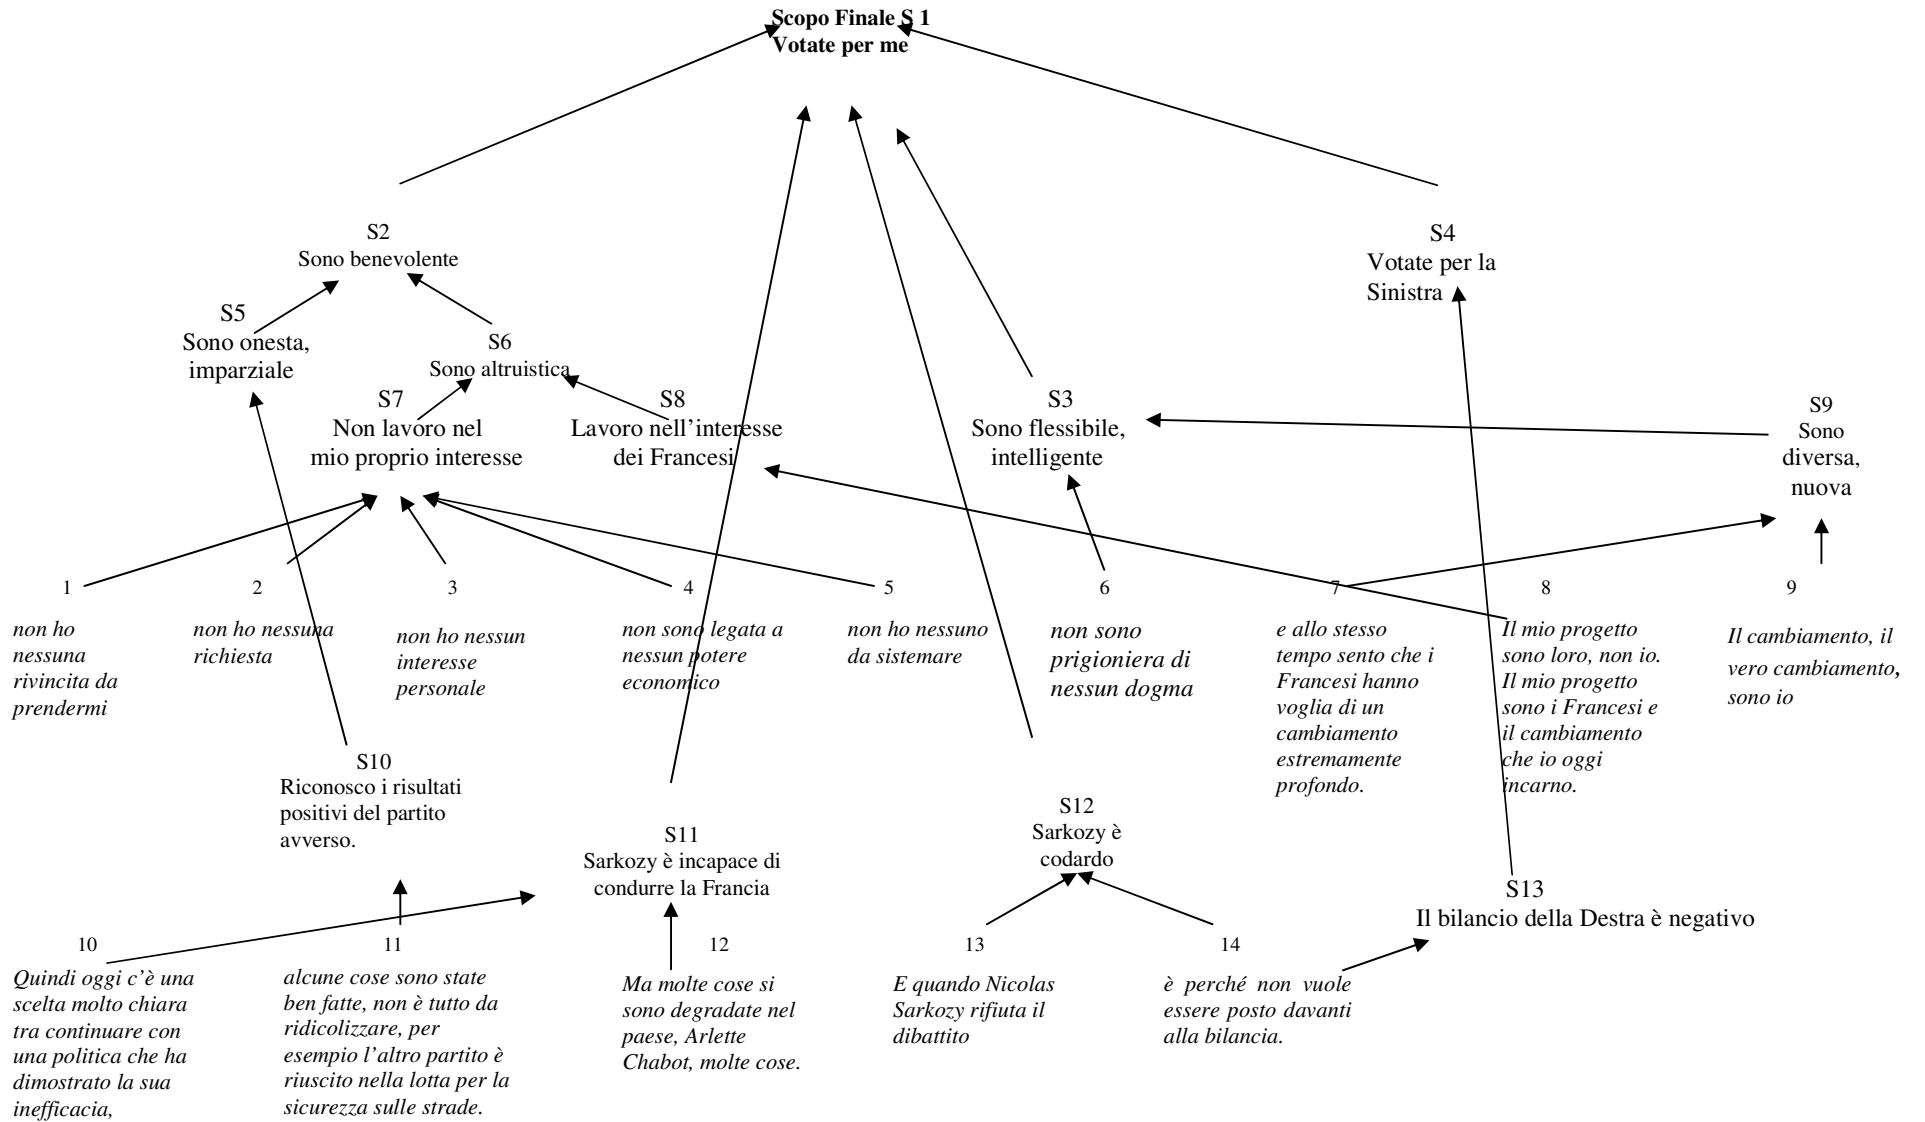 Scopo Finale S 1
Votate per me
S2
Sono benevolente
S4
Votate per la
Sinistra
S5
Sono onesta,
imparziale
S6
Sono altruistica
S7
Non lavoro nel
mio proprio interesse
S8
Lavoro nell’interesse
dei Francesi
S3
Sono flessibile,
intelligente
S9
Sono
diversa,
nuova
1
non ho
nessuna
rivincita da
prendermi
2
non ho nessuna
richiesta
3
non ho nessun
interesse
personale
4
non sono legata a
nessun potere
economico
5
non ho nessuno
da sistemare
6
non sono
prigioniera di
nessun dogma
7
e allo stesso
tempo sento che i
Francesi hanno
voglia di un
cambiamento
estremamente
profondo.
8
Il mio progetto
sono loro, non io.
Il mio progetto
sono i Francesi e
il cambiamento
che io oggi
incarno.
9
Il cambiamento, il
vero cambiamento,
sono io
S10
Riconosco i risultati
positivi del partito
avverso.
S11
Sarkozy è incapace di
condurre la Francia
S12
Sarkozy è
codardo
S13
Il bilancio della Destra è negativo
10
Quindi oggi c’è una
scelta molto chiara
tra continuare con
una politica che ha
dimostrato la sua
inefficacia,
11
alcune cose sono state
ben fatte, non è tutto da
ridicolizzare, per
esempio l’altro partito è
riuscito nella lotta per la
sicurezza sulle strade.
12
Ma molte cose si
sono degradate nel
paese, Arlette
Chabot, molte cose.
13
E quando Nicolas
Sarkozy rifiuta il
dibattito
14
è perché non vuole
essere posto davanti
alla bilancia.